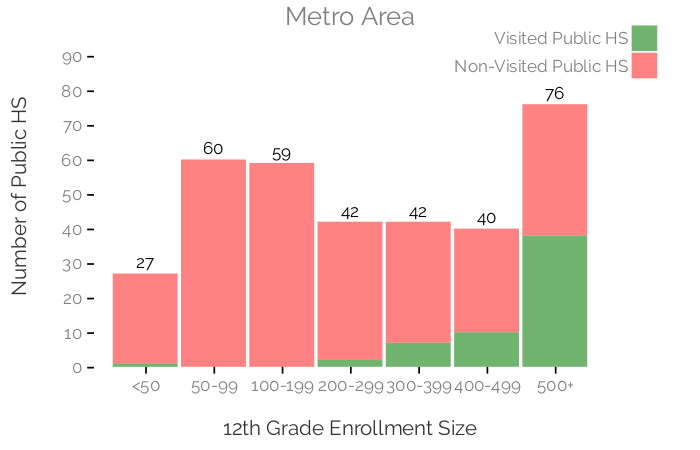 Metro Area
Visited Public HS
Non-Visited Public HS
Number of Public HS
90
80
70
60
50
40
30
20
10
0
27
60
59
42
42
40
76
<50 50-99 100-199 200-299 300-399 400-499 500+
12th Grade Enrollment Size